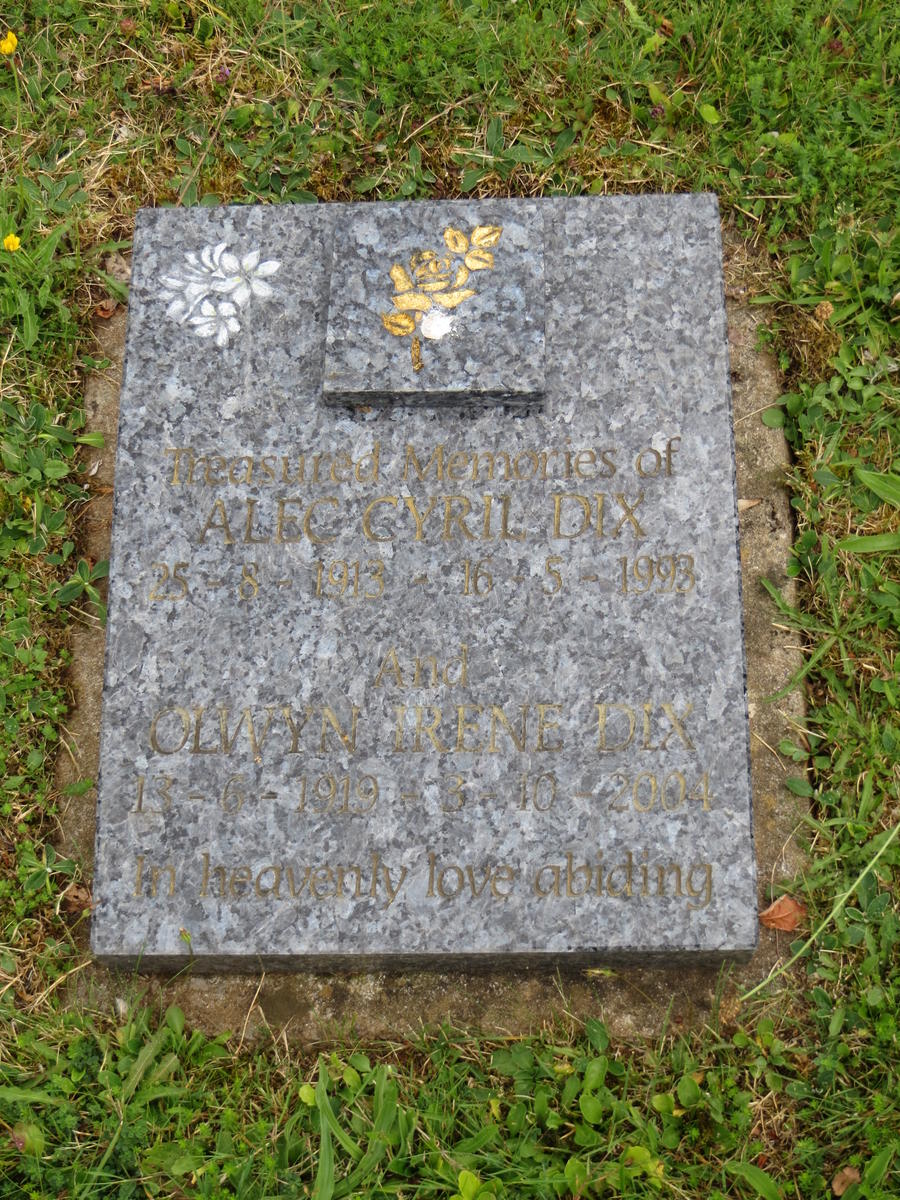 Treasured Memories of
ALEC CYRIL DIX
25 - 8 - 1913 - 16 - 5 - 1993
And
OLWYN IRENE DIX
13 - 6 - 1919 - 3 - 10 - 2004
In heavenly love abiding